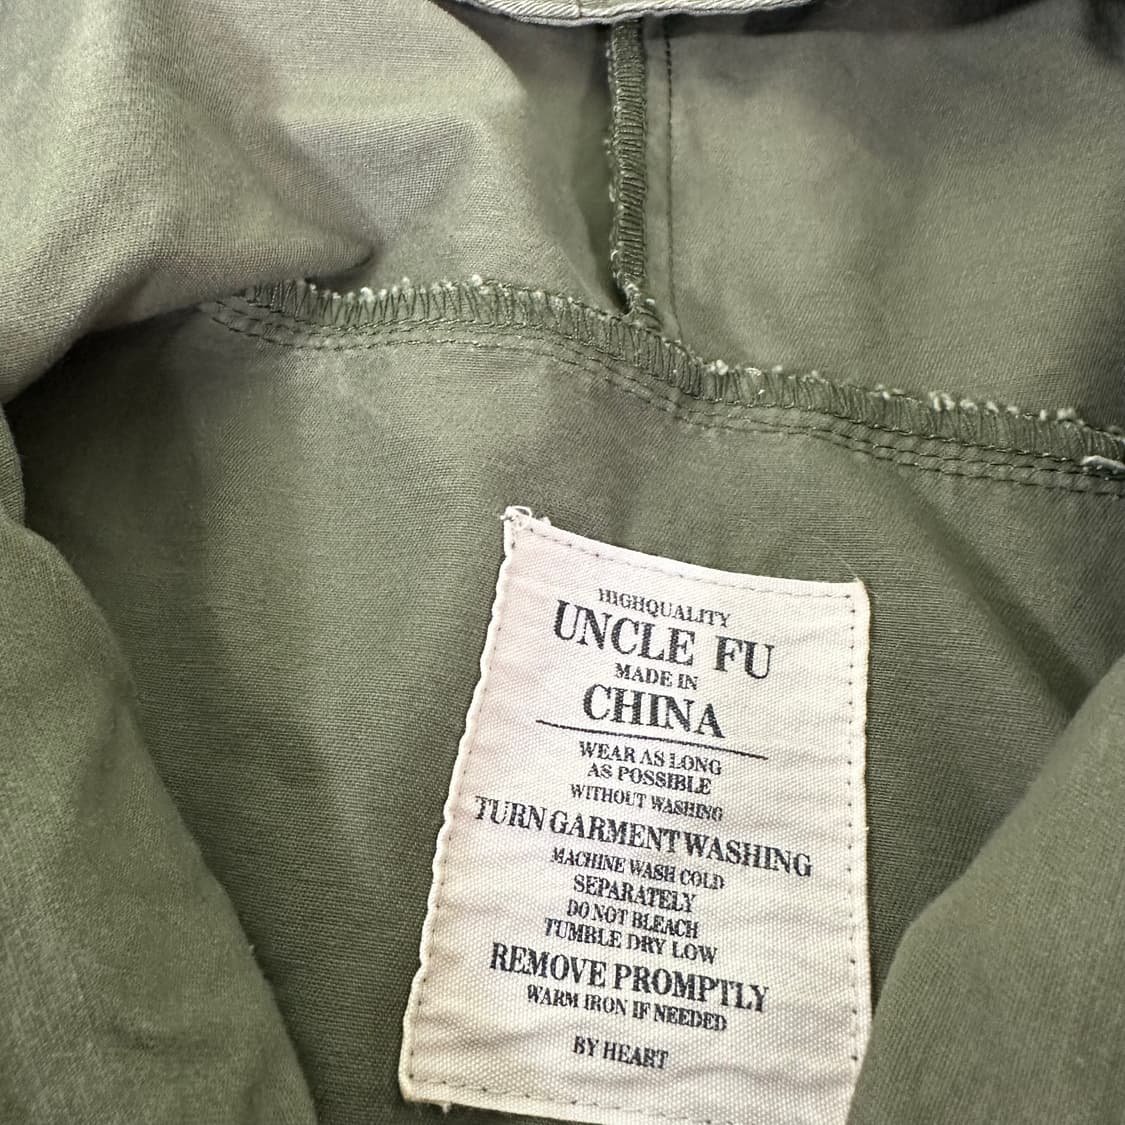 HIGHQUALITY
UNCLE FU
MADE IN
CHINA
WEAR AS LONG
AS POSSIBLE
WITHOUT WASHING
TURN GARMENT WASHING
MACHINE WASH COLD
SEPARATELY
DO NOT BLEACH
TUMBLE DRY LOW
REMOVE PROMPTLY
WARM IRON IF NEEDED
BY HEART